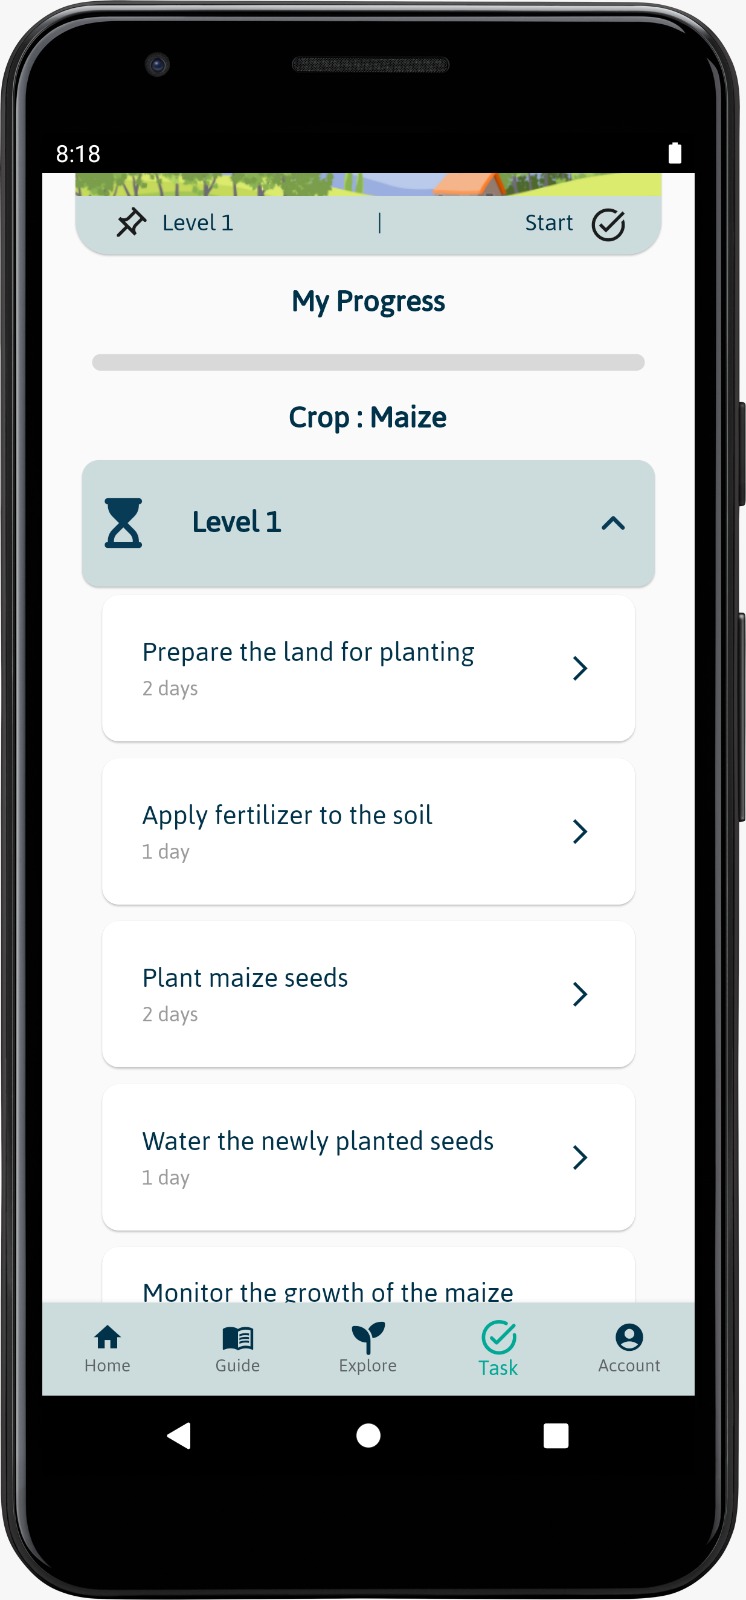 8:18
Level 1 | Start
My Progress
Crop : Maize
Level 1
Prepare the land for planting
2 days
Apply fertilizer to the soil
1 day
Plant maize seeds
2 days
Water the newly planted seeds
1 day
Monitor the growth of the maize
Home Guide Explore Task Account